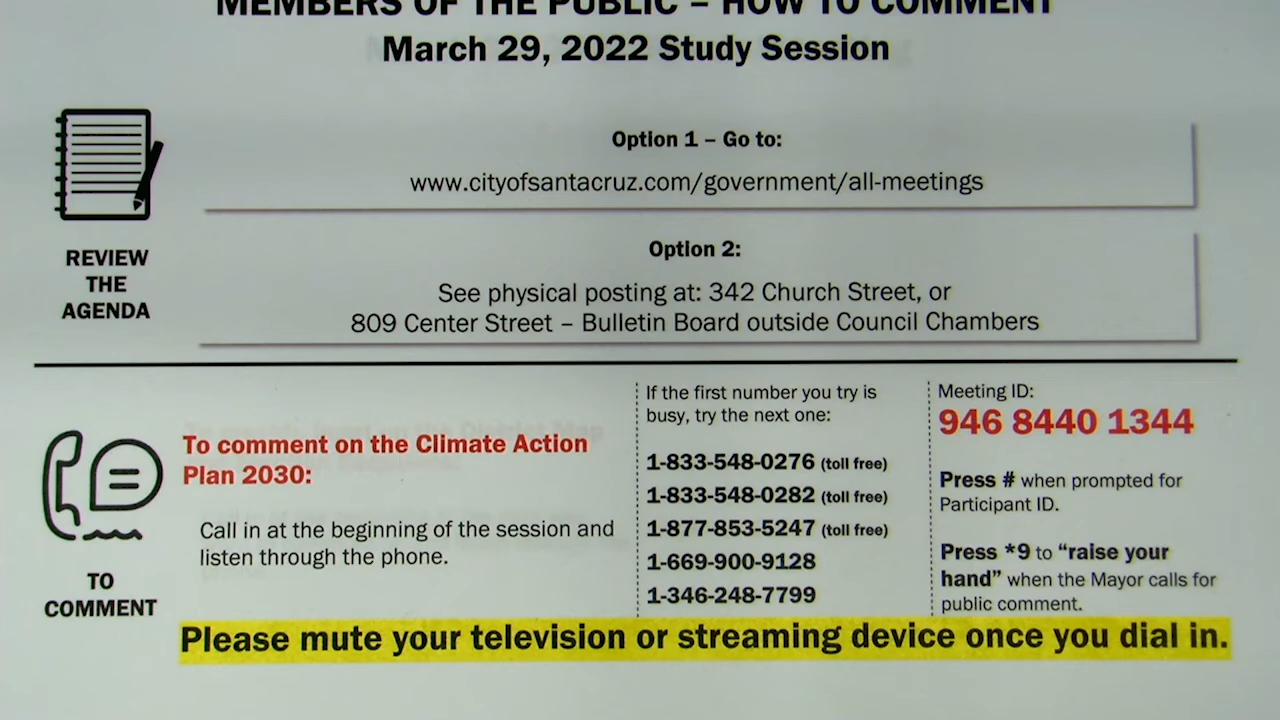 MEMBERS OF THE PUBLIC – HOW TO COMMENT
March 29, 2022 Study Session
Option 1 – Go to:
www.cityofsantacruz.com/government/all-meetings
REVIEW
THE
AGENDA
Option 2:
See physical posting at: 342 Church Street, or
809 Center Street – Bulletin Board outside Council Chambers
TO
COMMENT
To comment on the Climate Action
Plan 2030:
Call in at the beginning of the session and
listen through the phone.
If the first number you try is
busy, try the next one:
1-833-548-0276 (toll free)
1-833-548-0282 (toll free)
1-877-853-5247 (toll free)
1-669-900-9128
1-346-248-7799
Meeting ID:
946 8440 1344
Press # when prompted for
Participant ID.
Press *9 to “raise your
hand” when the Mayor calls for
public comment.
Please mute your television or streaming device once you dial in.